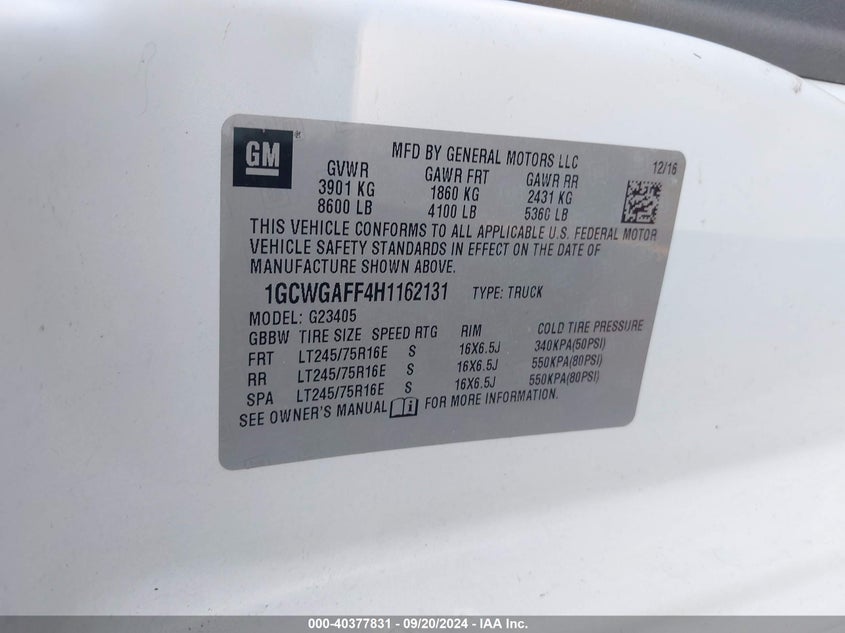 GM
MFD BY GENERAL MOTORS LLC
12/16
GVWR GAWR FRT GAWR RR
3901 KG 1860 KG 2431 KG
8600 LB 4100 LB 5360 LB
THIS VEHICLE CONFORMS TO ALL APPLICABLE U.S. FEDERAL MOTOR
VEHICLE SAFETY STANDARDS IN EFFECT ON THE DATE OF
MANUFACTURE SHOWN ABOVE.
1GCWGAFF4H1162131 TYPE: TRUCK
MODEL: G23405
GBBW TIRE SIZE SPEED RTG RIM COLD TIRE PRESSURE
FRT LT245/75R16E S 16X6.5J 340KPA(50PSI)
RR LT245/75R16E S 16X6.5J 550KPA(80PSI)
SPA LT245/75R16E S 16X6.5J 550KPA(80PSI)
SEE OWNER'S MANUAL FOR MORE INFORMATION.
000-40377831 - 09/20/2024 - IAA Inc.